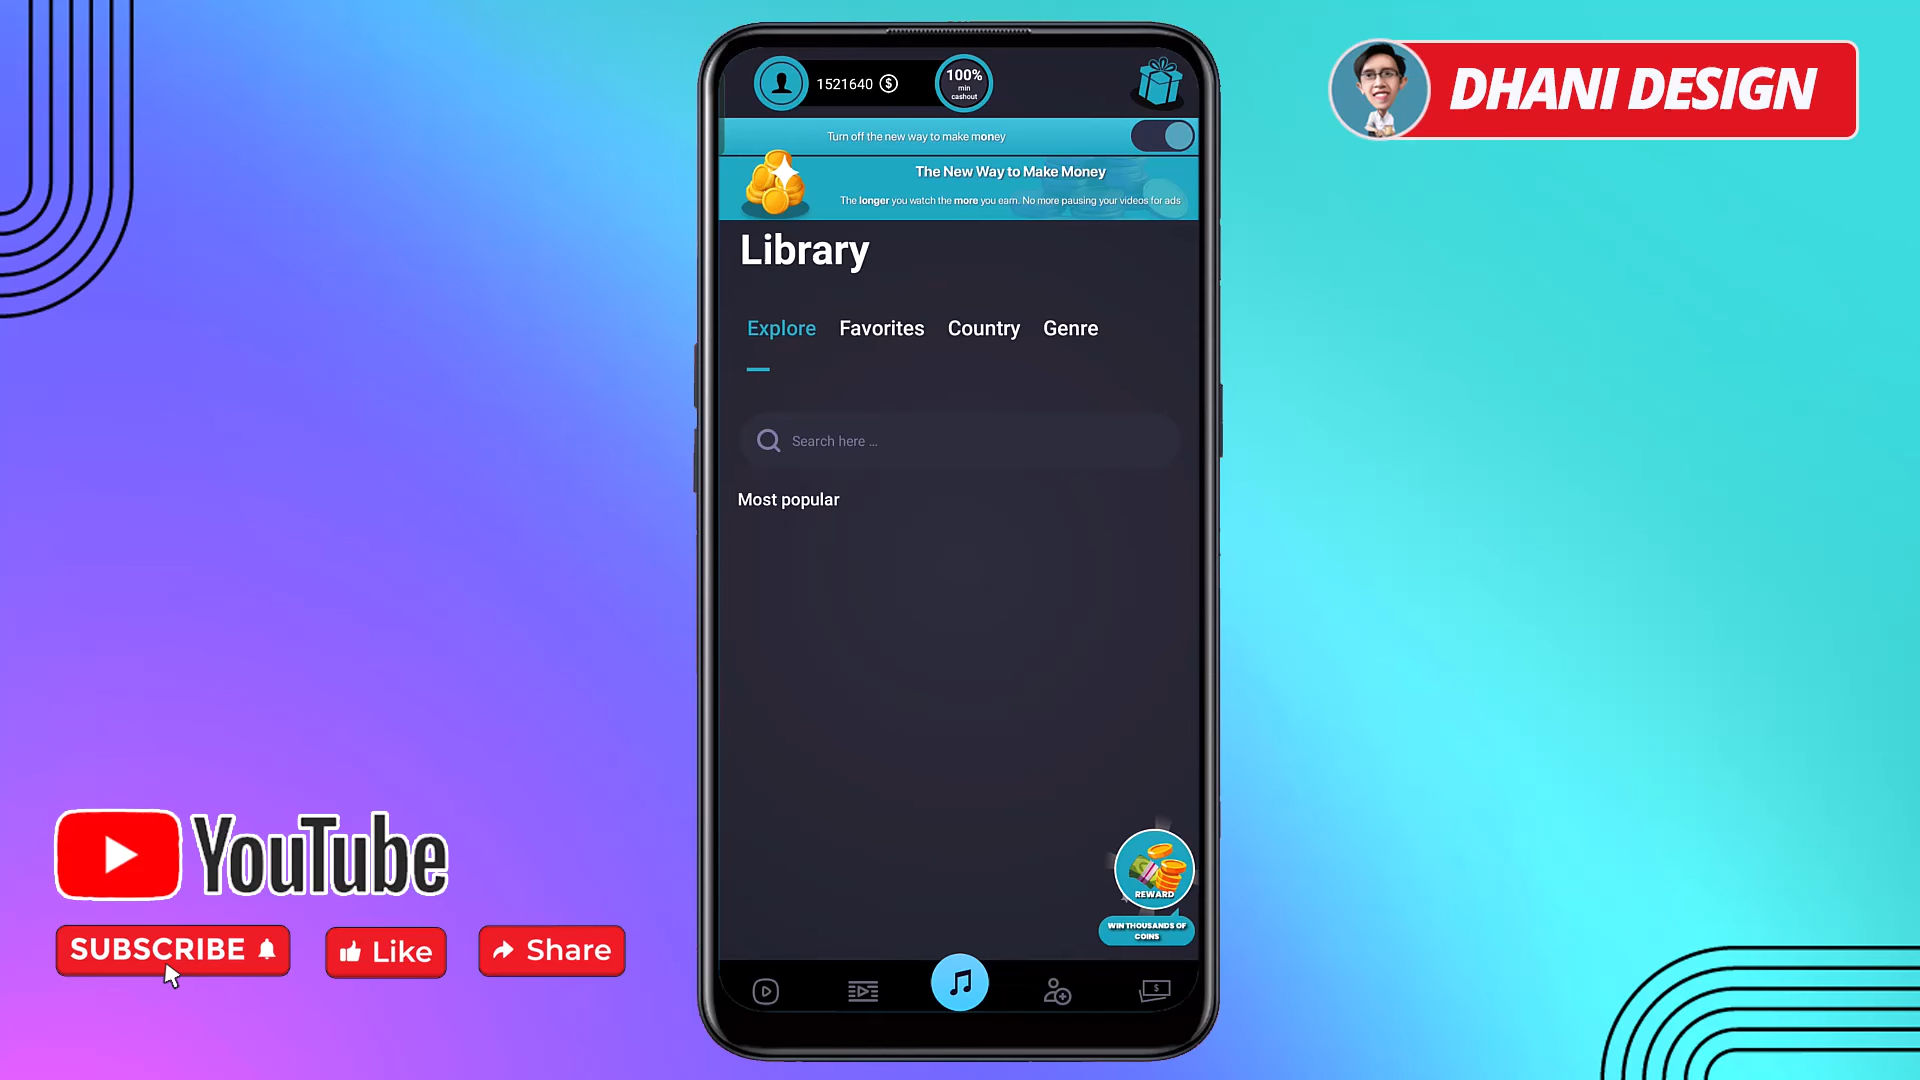 1521640
100%
min
cashout
DHANI DESIGN
Turn off the new way to make money
The New Way to Make Money
The longer you watch the more you earn. No more pausing your videos for ads
Library
Explore Favorites Country Genre
Search here ...
Most popular
REWARD
WIN THOUSANDS OF
COINS
YouTube
SUBSCRIBE
Like
Share